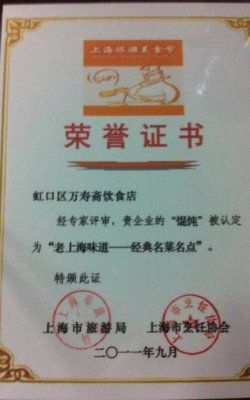 上海旅游美食节
荣誉证书
虹口区万寿斋饮食店
经专家评审，贵企业的“馄饨”被认定
为“老上海味道——经典名菜名点”。
特颁此证
上海市旅游局 上海市烹饪协会
二〇一一年九月